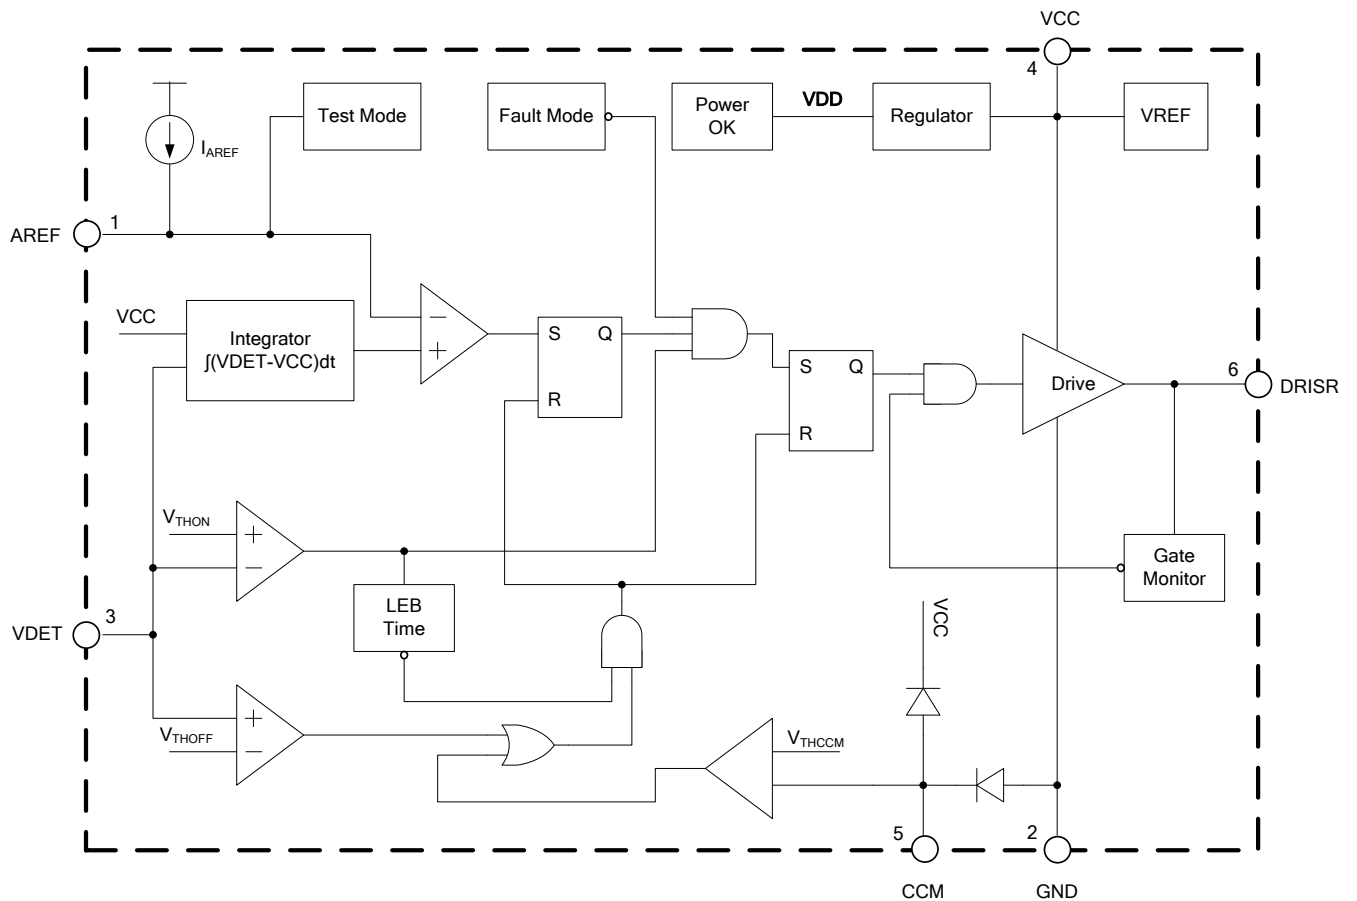 VCC
4
Test Mode
Fault Mode
Power
OK
VDD
Regulator
VREF
IAREF
AREF
1
VCC
Integrator
∫(VDET-VCC)dt
−
+
S
Q
R
S
Q
R
Drive
6
DRISR
VTHON
+
−
LEB
Time
Gate
Monitor
VDET
3
VCC
VTHOFF
+
−
VTHCCM
5
2
CCM
GND